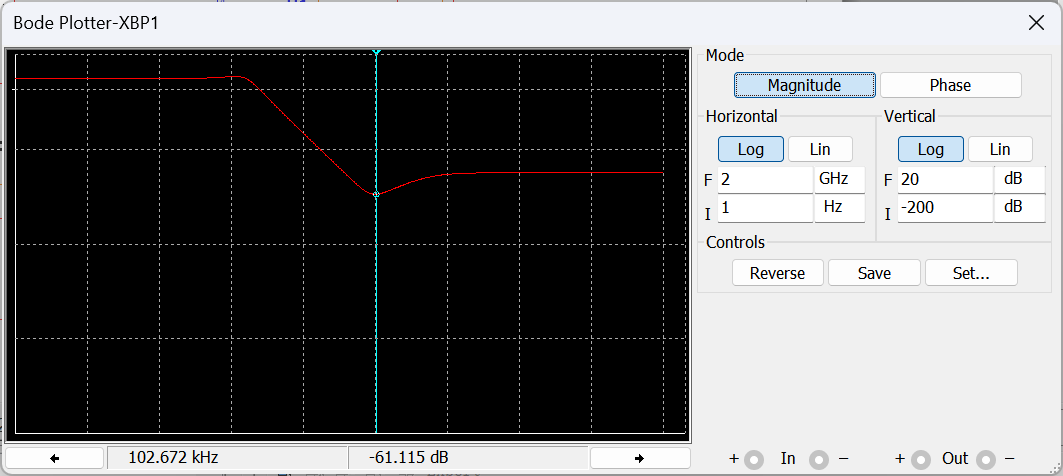 Bode Plotter-XBP1
Mode
Magnitude Phase
Horizontal Vertical
Log Lin Log Lin
F 2 GHz F 20 dB
I 1 Hz I -200 dB
Controls
Reverse Save Set...
102.672 kHz -61.115 dB
+ In − + Out −